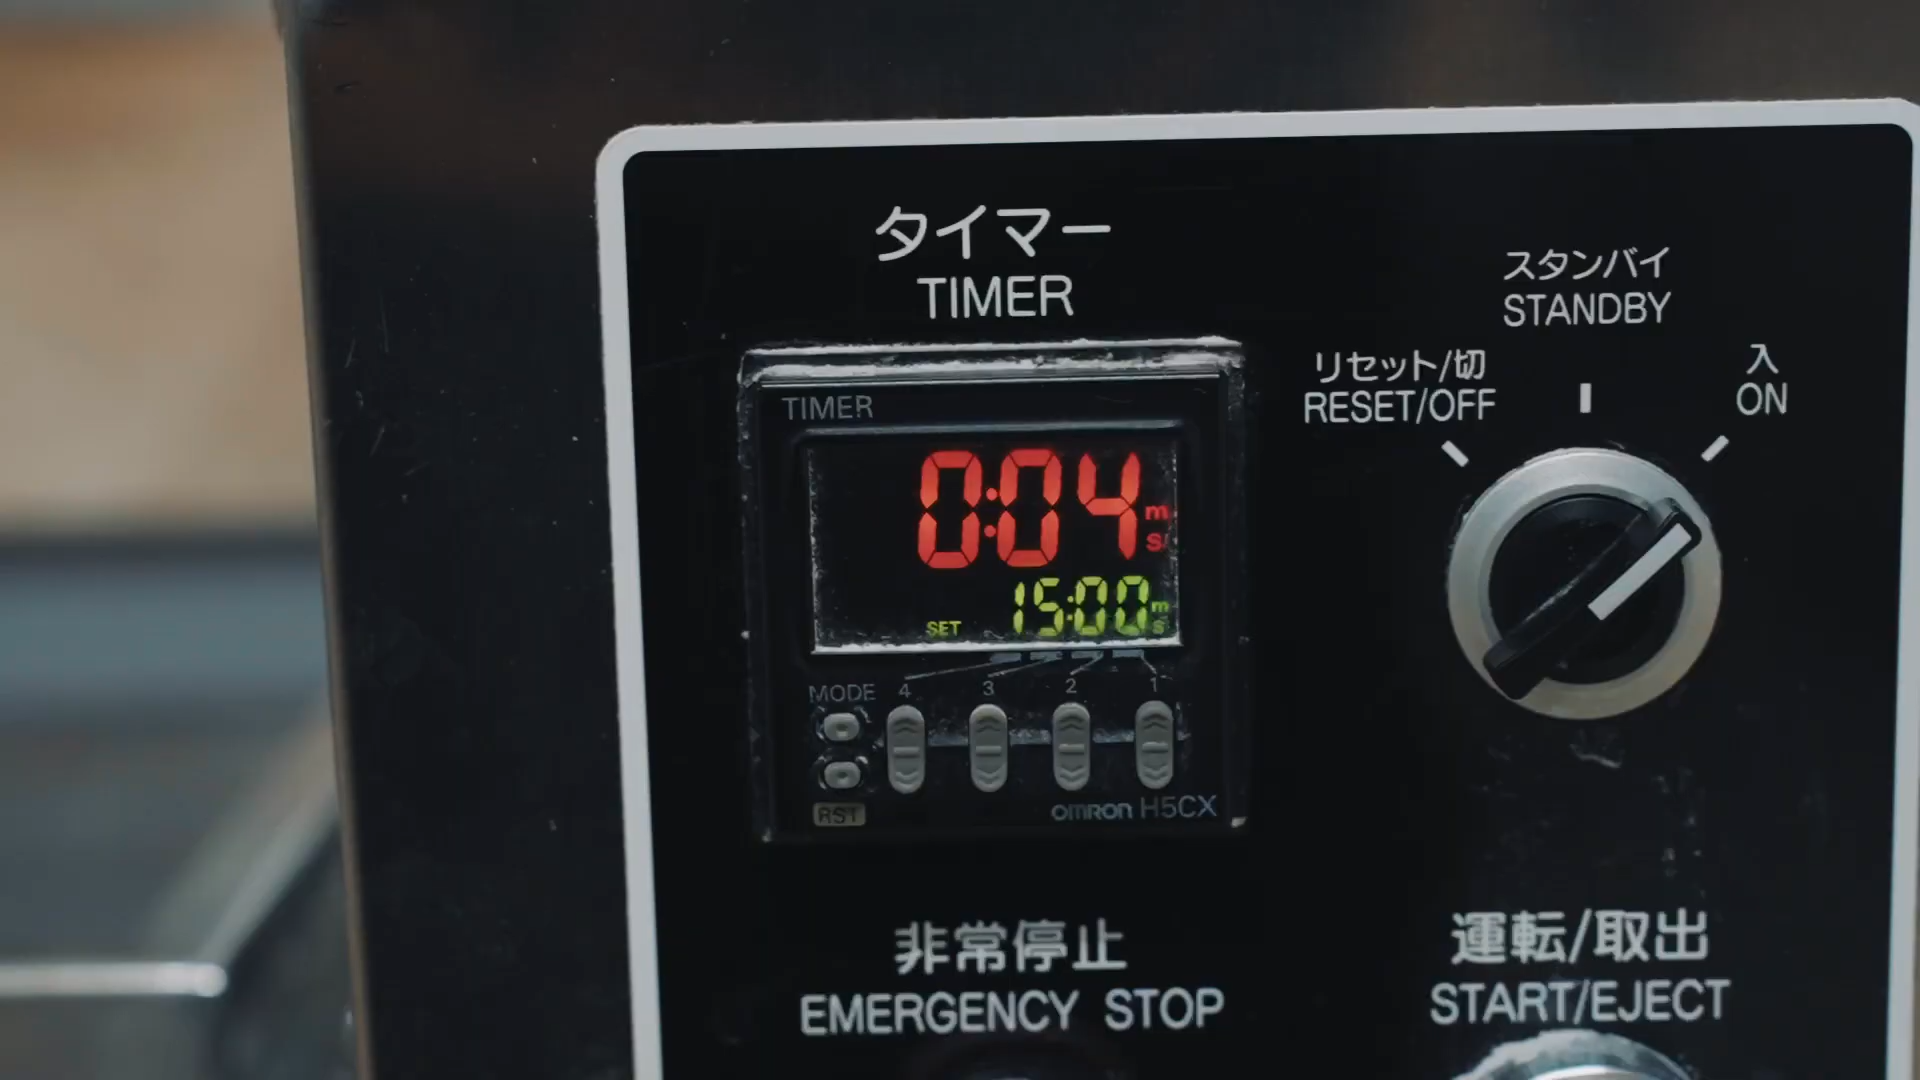 タイマー
TIMER
スタンバイ
STANDBY
リセット/切
RESET/OFF
入
ON
TIMER
0:04 m s
SET 15:00 m s
MODE 4 3 2 1
RST
omron H5CX
非常停止
EMERGENCY STOP
運転/取出
START/EJECT